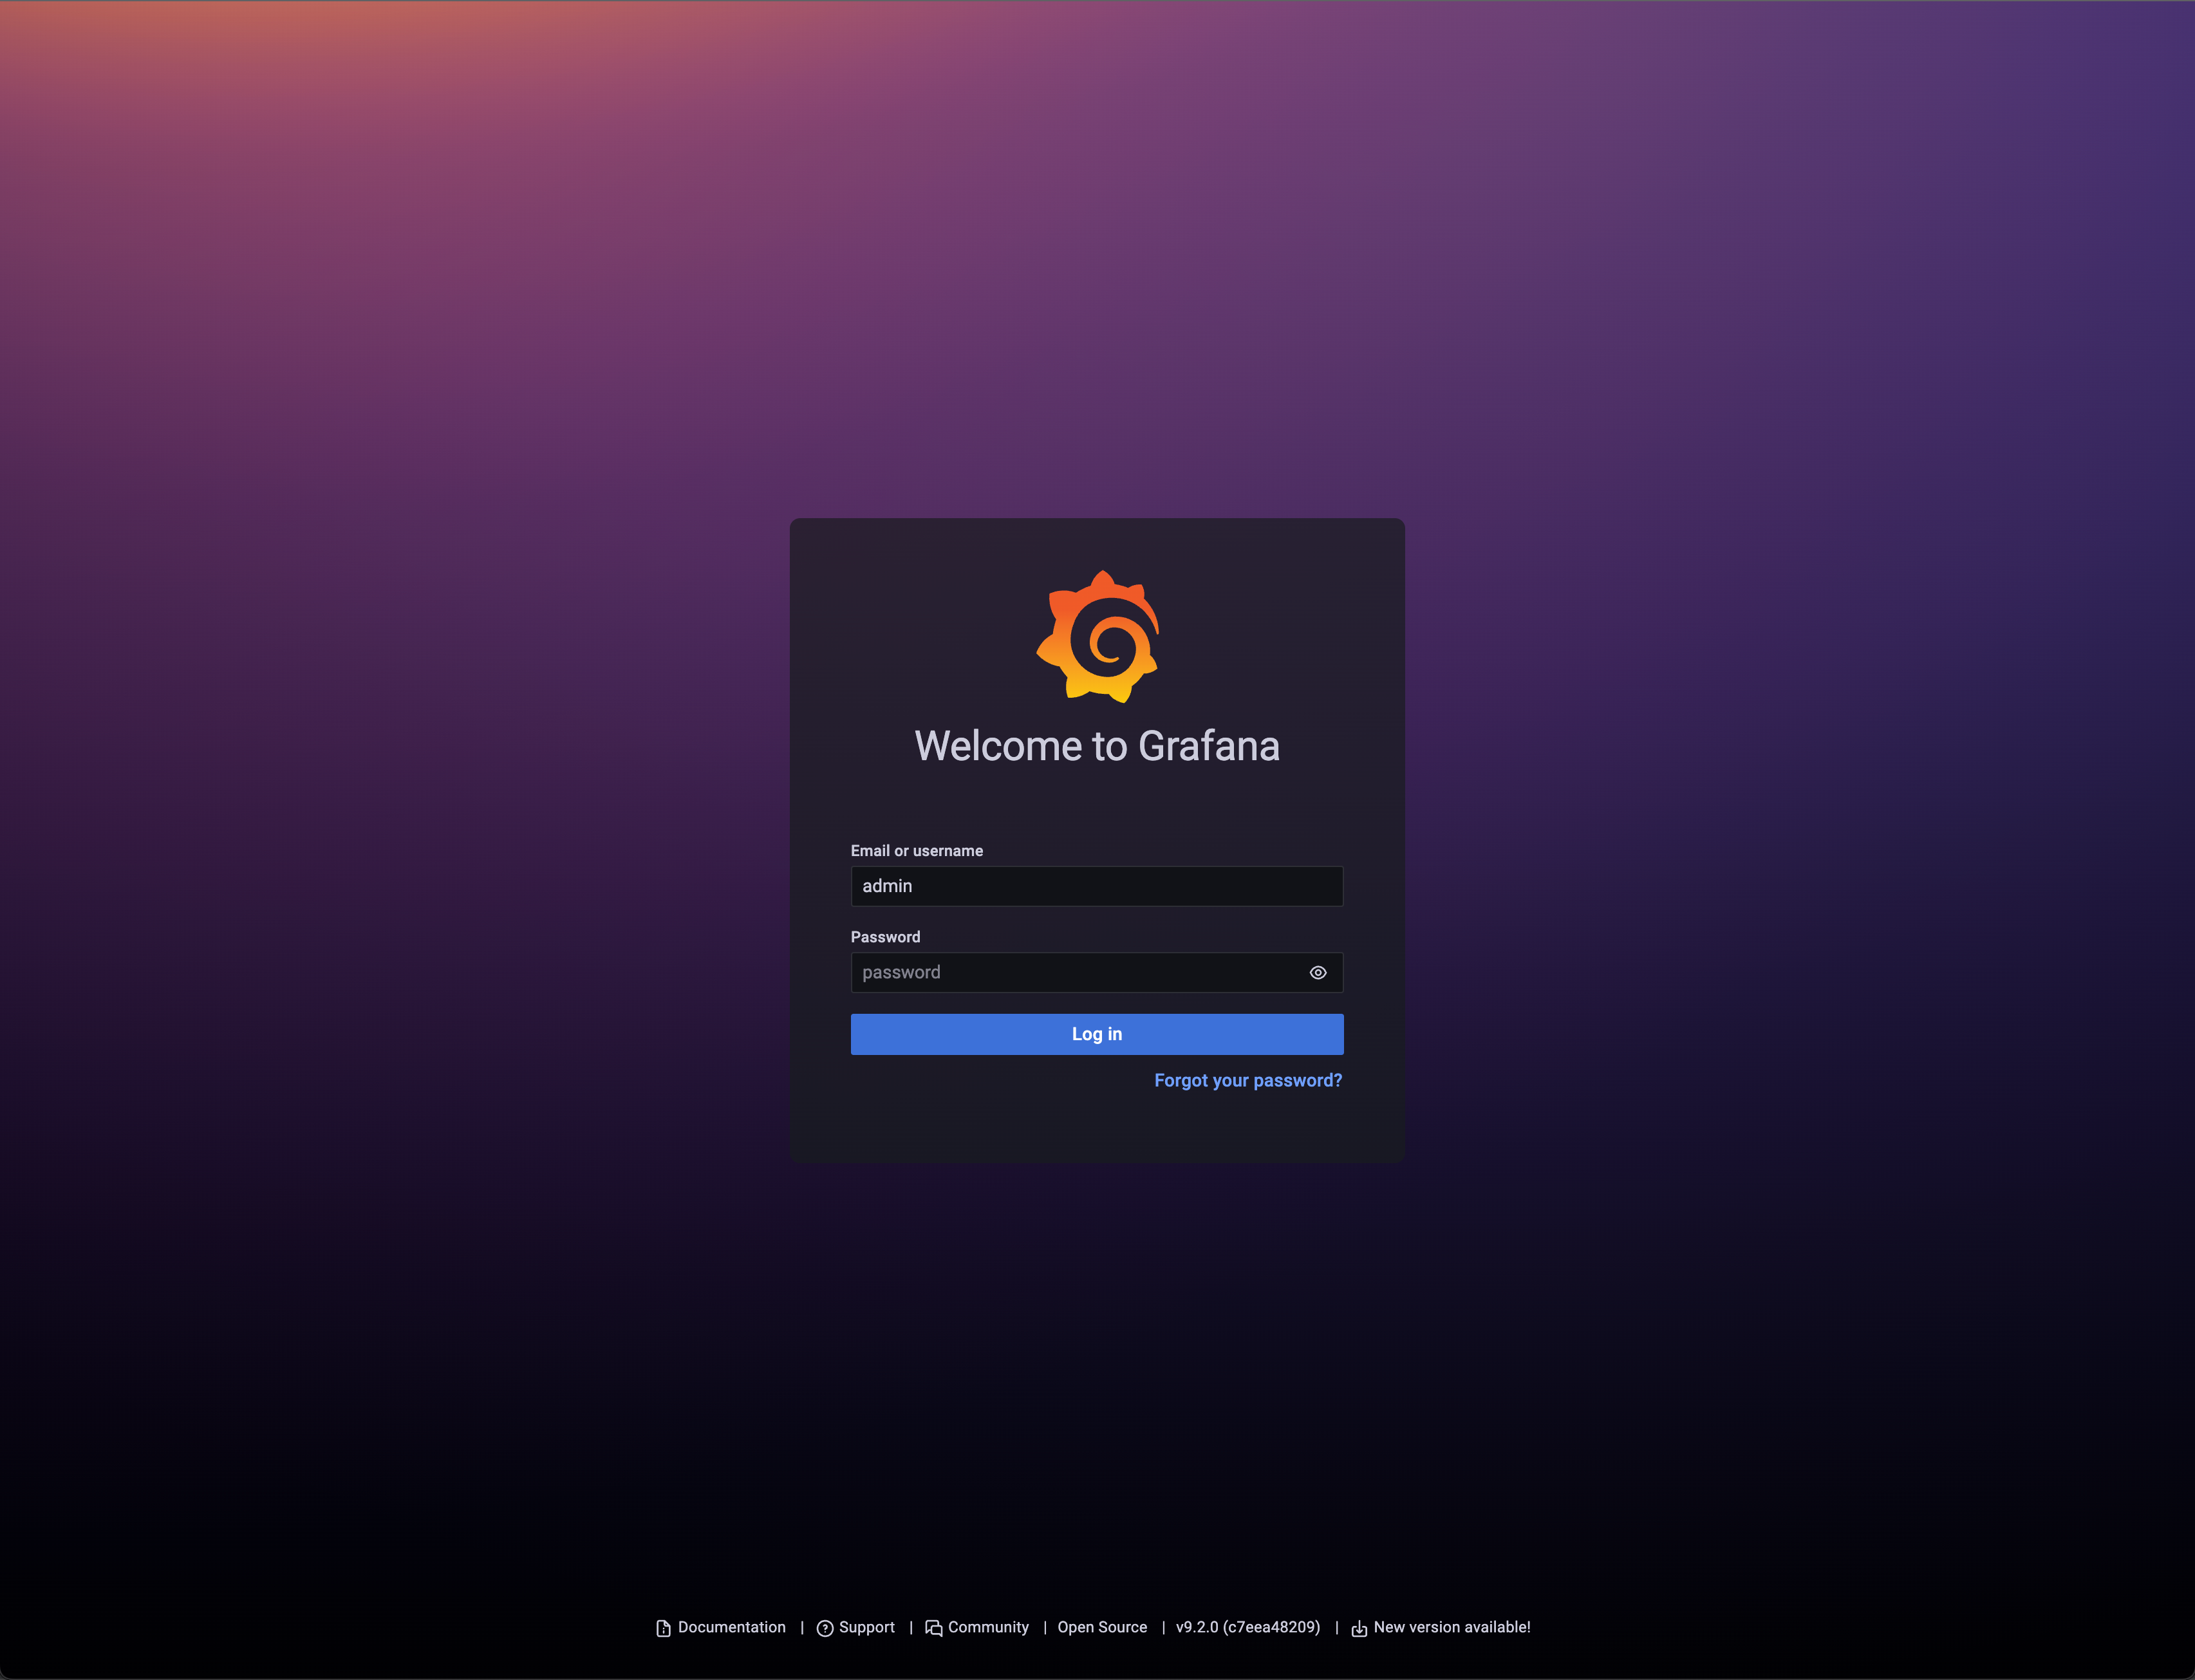 Welcome to Grafana
Email or username
admin
Password
password
Log in
Forgot your password?
Documentation | Support | Community | Open Source | v9.2.0 (c7eea48209) | New version available!